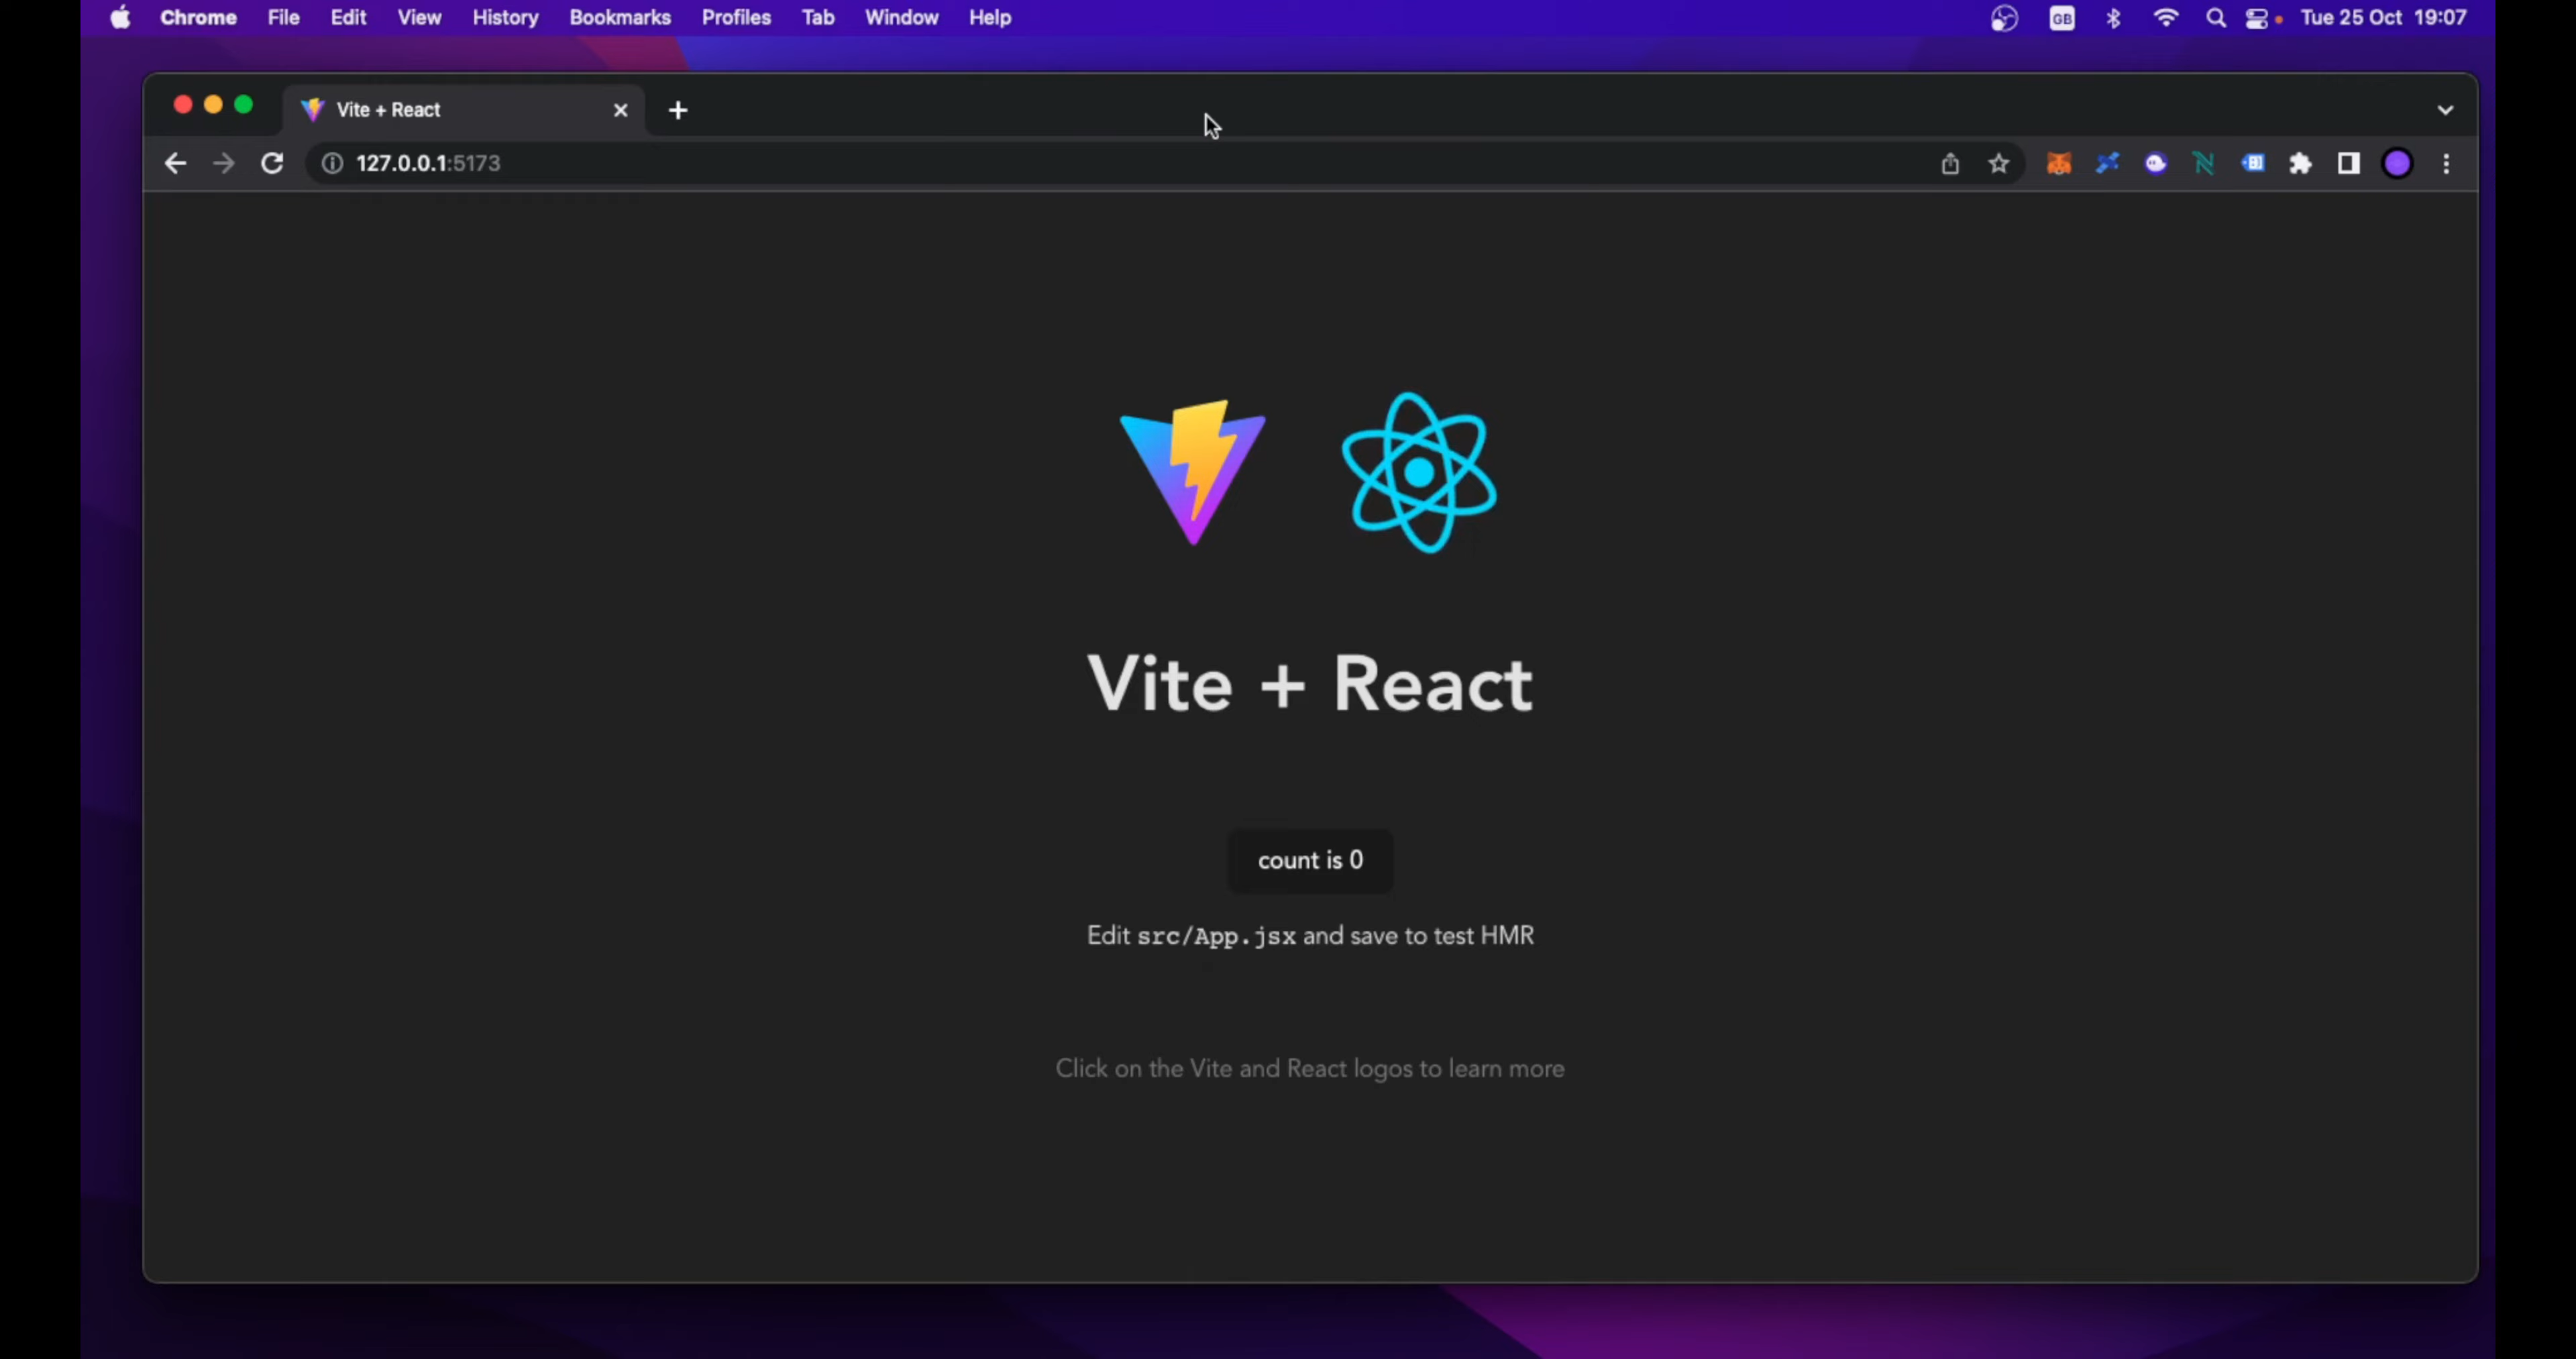 Chrome File Edit View History Bookmarks Profiles Tab Window Help GB Tue 25 Oct 19:07
Vite + React
127.0.0.1:5173
Vite + React
count is 0
Edit src/App.jsx and save to test HMR
Click on the Vite and React logos to learn more